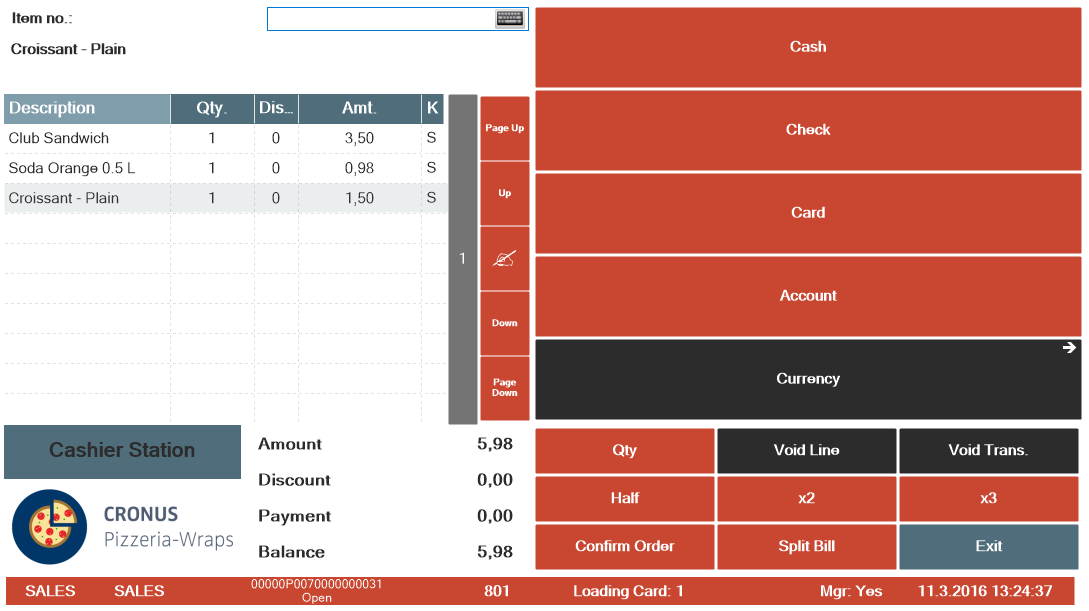 Item no.:
Croissant - Plain
Description Qty. Dis... Amt. K
Club Sandwich 1 0 3,50 S
Soda Orange 0.5 L 1 0 0,98 S
Croissant - Plain 1 0 1,50 S
1
Page Up
Up
Down
Page
Down
Cash
Check
Card
Account
Currency
Cashier Station
CRONUS
Pizzeria-Wraps
Amount 5,98
Discount 0,00
Payment 0,00
Balance 5,98
Qty Void Line Void Trans.
Half x2 x3
Confirm Order Split Bill Exit
SALES SALES 00000P0070000000031 801 Loading Card: 1 Mgr: Yes 11.3.2016 13:24:37
Open